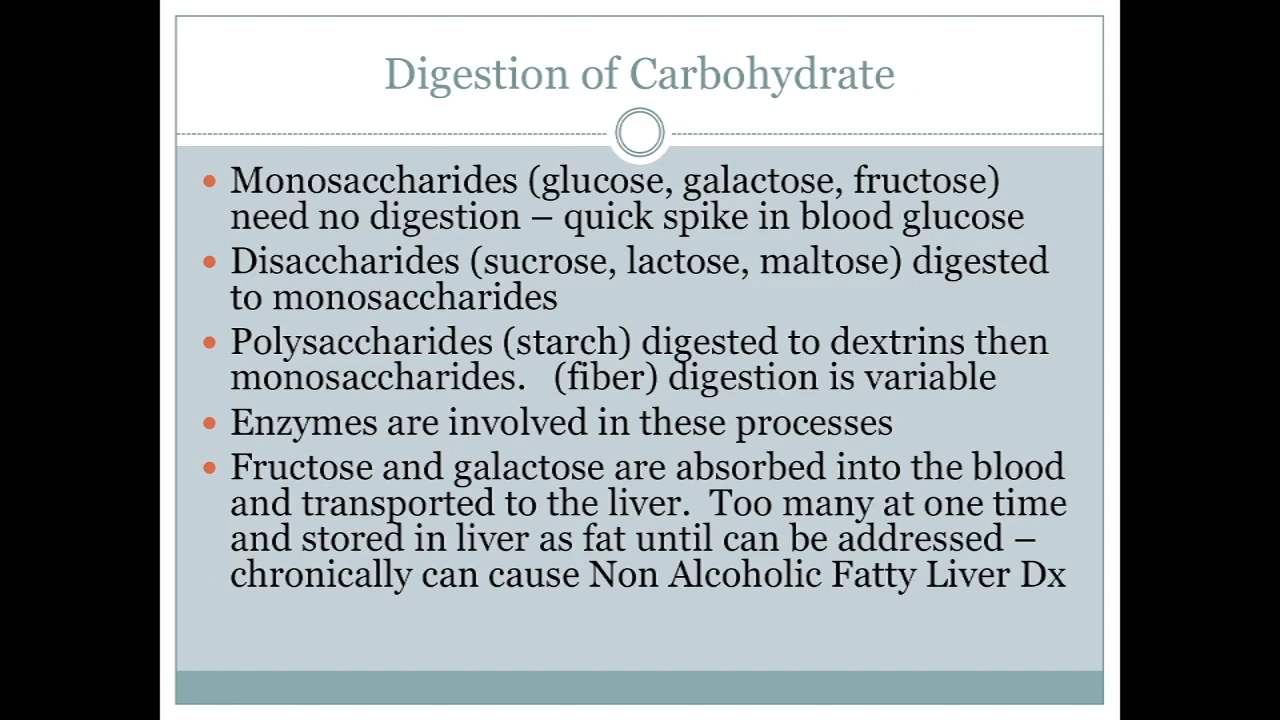 Digestion of Carbohydrate
• Monosaccharides (glucose, galactose, fructose)
need no digestion – quick spike in blood glucose
• Disaccharides (sucrose, lactose, maltose) digested
to monosaccharides
• Polysaccharides (starch) digested to dextrins then
monosaccharides.   (fiber) digestion is variable
• Enzymes are involved in these processes
• Fructose and galactose are absorbed into the blood
and transported to the liver.  Too many at one time
and stored in liver as fat until can be addressed –
chronically can cause Non Alcoholic Fatty Liver Dx